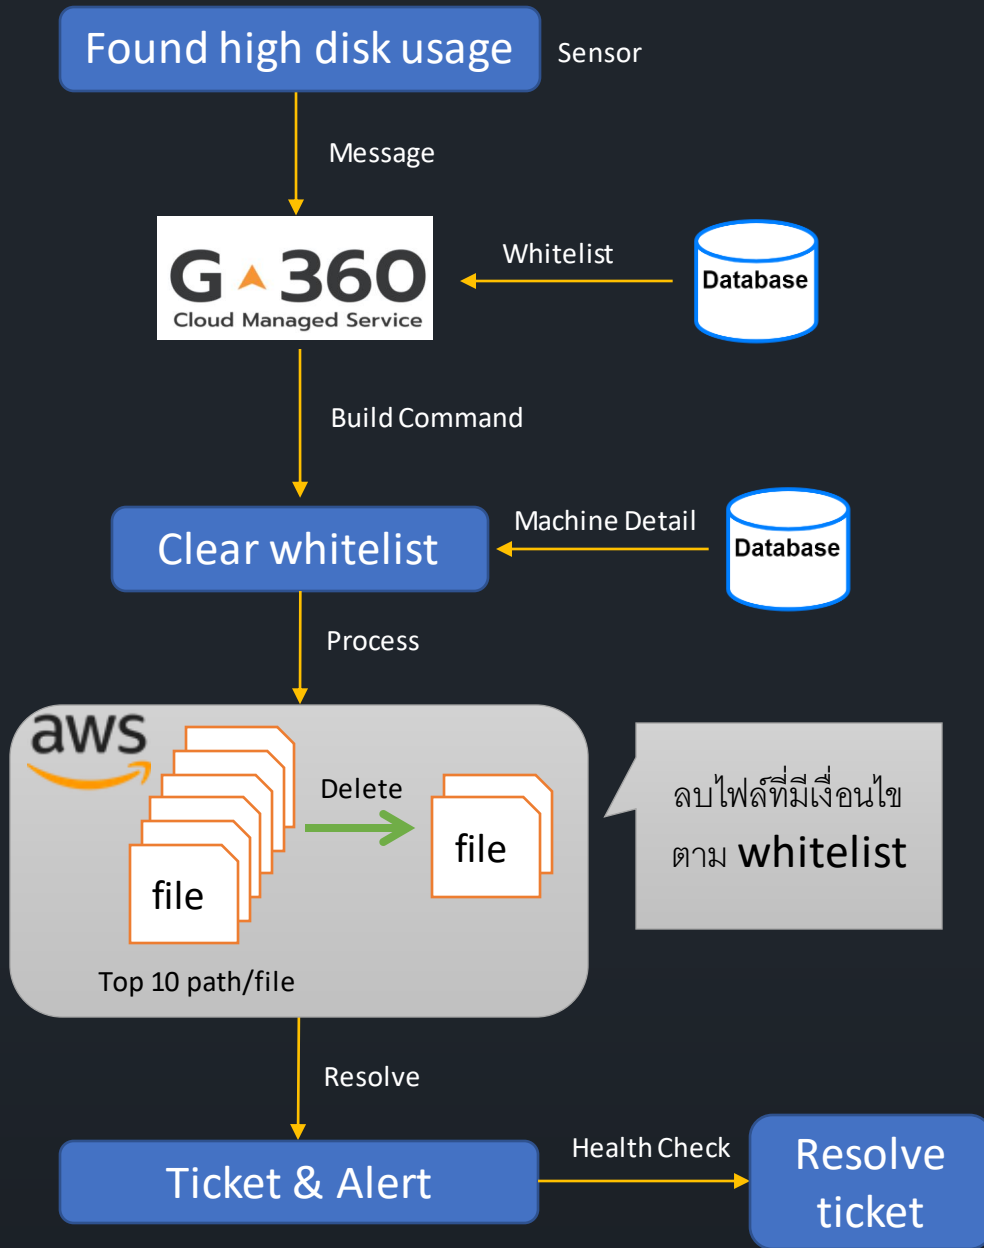 Found high disk usage
Sensor
Message
G 360
Cloud Managed Service
Whitelist
Database
Build Command
Clear whitelist
Machine Detail
Database
Process
aws
Delete
file
file
Top 10 path/file
ลบไฟล์ที่มีเงื่อนไข
ตาม whitelist
Resolve
Ticket & Alert
Health Check
Resolve
ticket